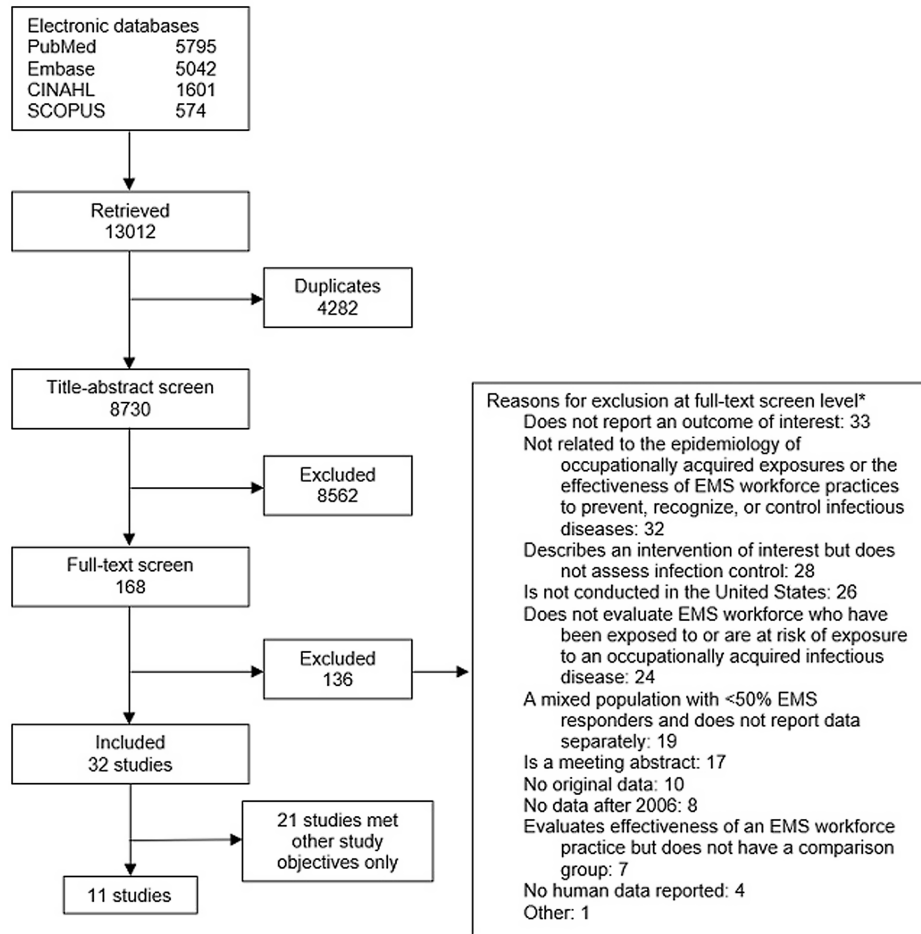 Electronic databases
PubMed 5795
Embase 5042
CINAHL 1601
SCOPUS 574
Retrieved
13012
Duplicates
4282
Title-abstract screen
8730
Excluded
8562
Full-text screen
168
Excluded
136
Reasons for exclusion at full-text screen level*
Does not report an outcome of interest: 33
Not related to the epidemiology of
occupationally acquired exposures or the
effectiveness of EMS workforce practices
to prevent, recognize, or control infectious
diseases: 32
Describes an intervention of interest but does
not assess infection control: 28
Is not conducted in the United States: 26
Does not evaluate EMS workforce who have
been exposed to or are at risk of exposure
to an occupationally acquired infectious
disease: 24
A mixed population with <50% EMS
responders and does not report data
separately: 19
Is a meeting abstract: 17
No original data: 10
No data after 2006: 8
Evaluates effectiveness of an EMS workforce
practice but does not have a comparison
group: 7
No human data reported: 4
Other: 1
Included
32 studies
21 studies met
other study
objectives only
11 studies